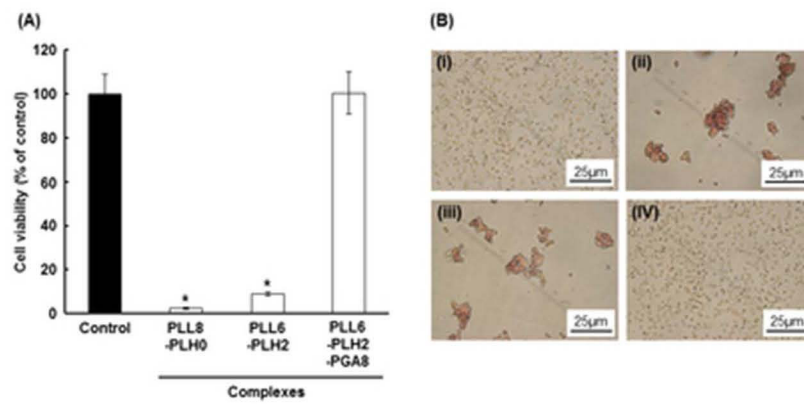 (A)
Cell viability (% of control)
120
100
80
60
40
20
0
*
*
Control
PLL8
-PLH0
PLL6
-PLH2
PLL6
-PLH2
-PGA8
Complexes
(B)
(i)
25μm
(ii)
25μm
(iii)
25μm
(IV)
25μm